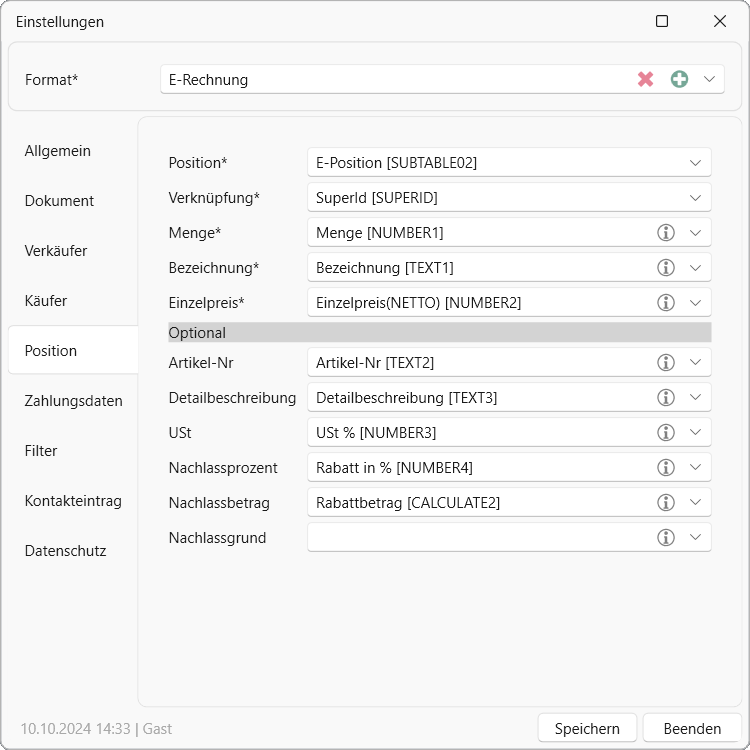 Einstellungen
Format* E-Rechnung
Allgemein
Dokument
Verkäufer
Käufer
Position
Zahlungsdaten
Filter
Kontakteintrag
Datenschutz
Position* E-Position [SUBTABLE02]
Verknüpfung* SuperId [SUPERID]
Menge* Menge [NUMBER1]
Bezeichnung* Bezeichnung [TEXT1]
Einzelpreis* Einzelpreis(NETTO) [NUMBER2]
Optional
Artikel-Nr Artikel-Nr [TEXT2]
Detailbeschreibung Detailbeschreibung [TEXT3]
USt USt % [NUMBER3]
Nachlassprozent Rabatt in % [NUMBER4]
Nachlassbetrag Rabattbetrag [CALCULATE2]
Nachlassgrund
10.10.2024 14:33 | Gast
Speichern Beenden